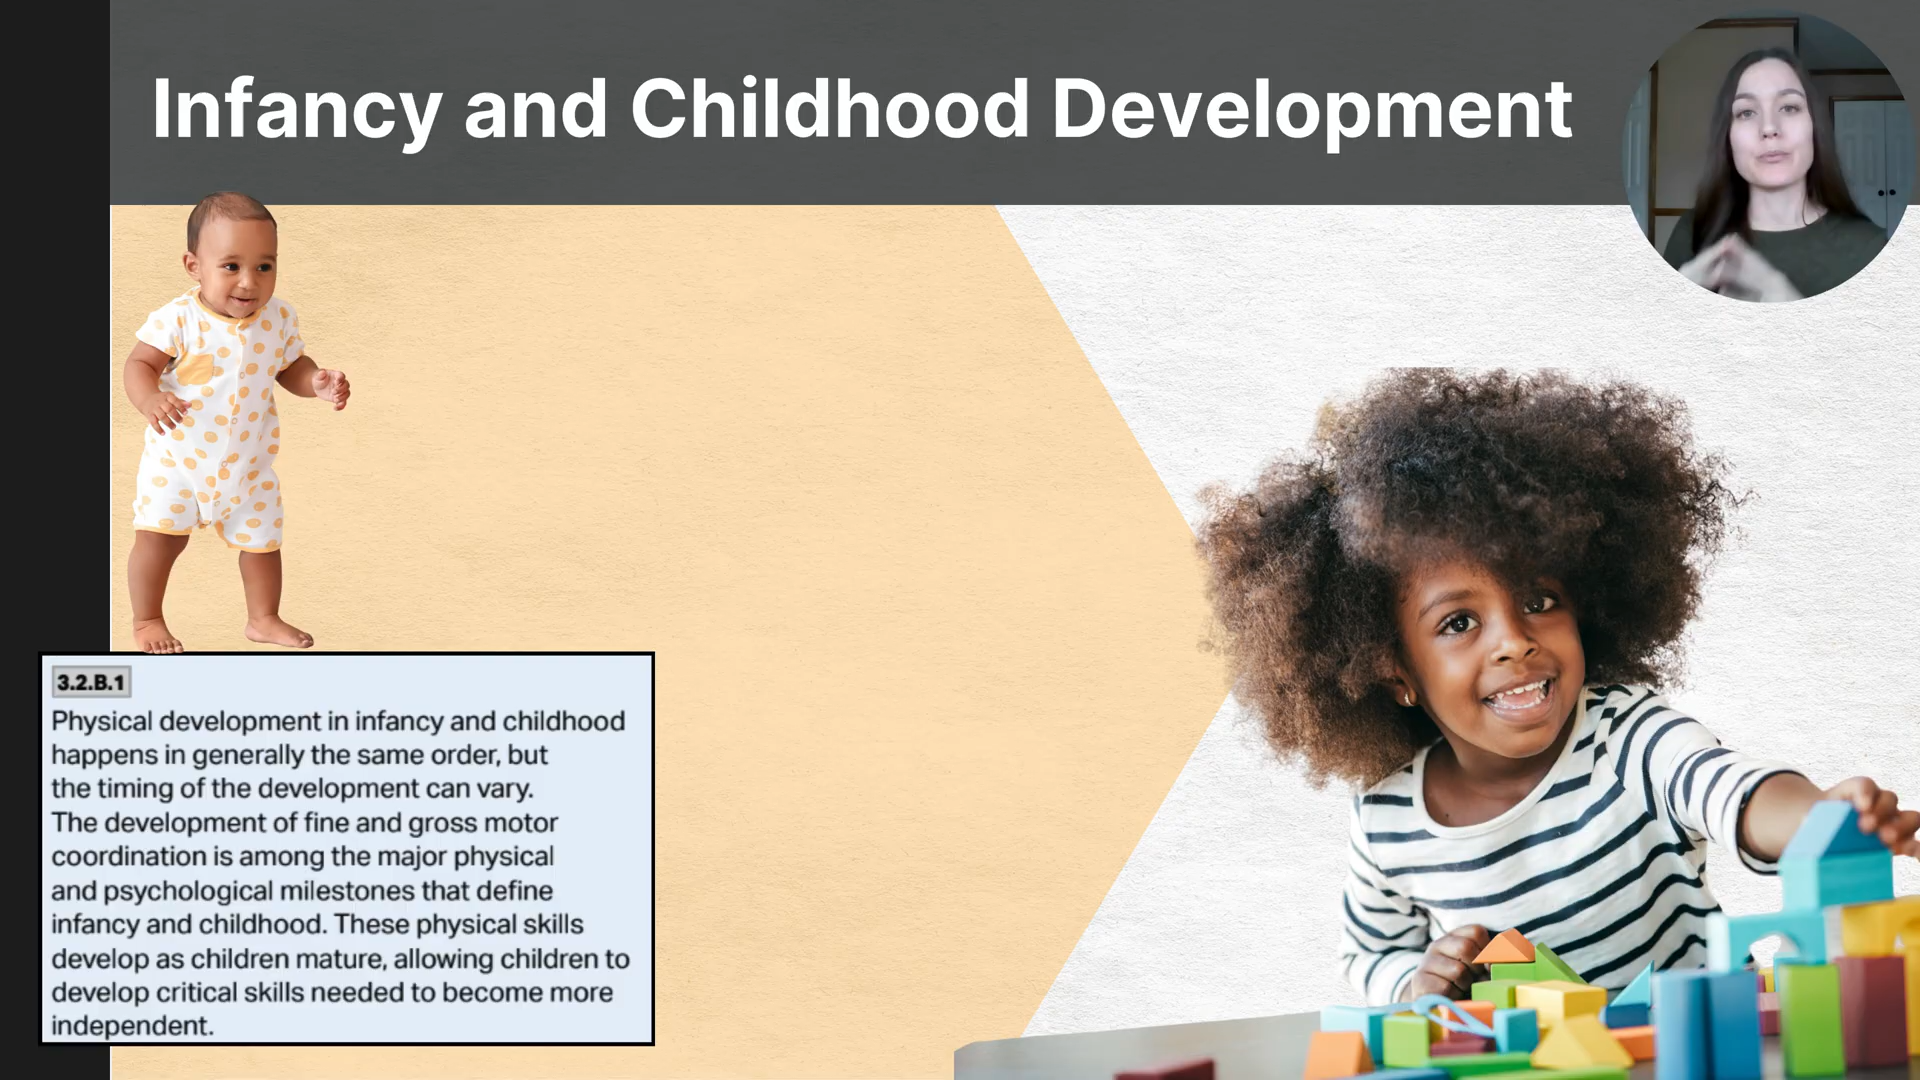 Infancy and Childhood Development
3.2.B.1
Physical development in infancy and childhood
happens in generally the same order, but
the timing of the development can vary.
The development of fine and gross motor
coordination is among the major physical
and psychological milestones that define
infancy and childhood. These physical skills
develop as children mature, allowing children to
develop critical skills needed to become more
independent.